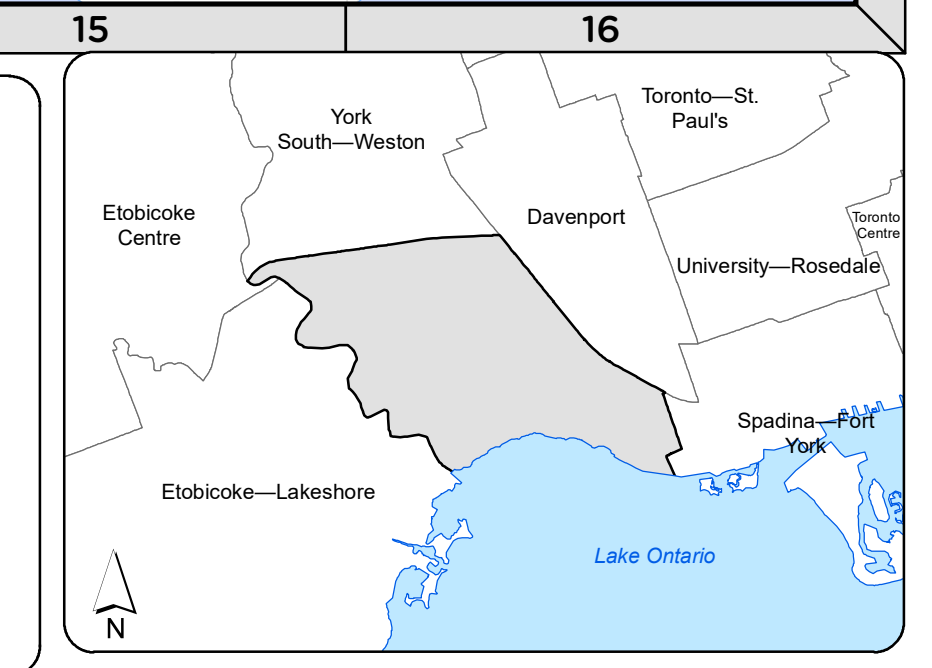 15
16
York
South—Weston
Toronto—St.
Paul's
Etobicoke
Centre
Davenport
Toronto
Centre
University—Rosedale
Spadina—Fort
York
Etobicoke—Lakeshore
Lake Ontario
N